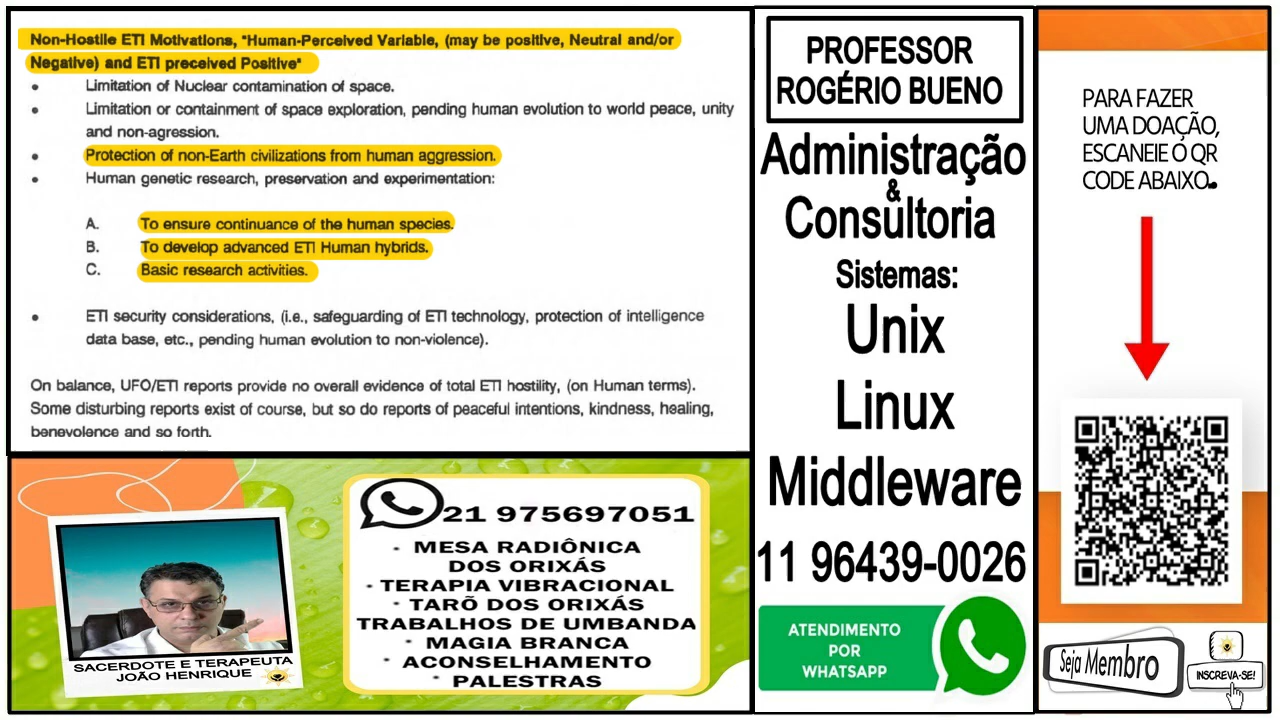 Non-Hostile ETI Motivations, "Human-Perceived Variable, (may be positive, Neutral and/or
Negative) and ETI preceived Positive"
• Limitation of Nuclear contamination of space.
• Limitation or containment of space exploration, pending human evolution to world peace, unity
and non-agression.
• Protection of non-Earth civilizations from human aggression.
• Human genetic research, preservation and experimentation:
A. To ensure continuance of the human species.
B. To develop advanced ETI Human hybrids.
C. Basic research activities.
• ETI security considerations, (i.e., safeguarding of ETI technology, protection of intelligence
data base, etc., pending human evolution to non-violence).
On balance, UFO/ETI reports provide no overall evidence of total ETI hostility, (on Human terms).
Some disturbing reports exist of course, but so do reports of peaceful intentions, kindness, healing,
benevolence and so forth.
SACERDOTE E TERAPEUTA
JOÃO HENRIQUE
21 975697051
· MESA RADIÔNICA
DOS ORIXÁS
· TERAPIA VIBRACIONAL
· TARÕ DOS ORIXÁS
TRABALHOS DE UMBANDA
· MAGIA BRANCA
· ACONSELHAMENTO
· PALESTRAS
PROFESSOR
ROGÉRIO BUENO
Administração
&
Consultoria
Sistemas:
Unix
Linux
Middleware
11 96439-0026
ATENDIMENTO
POR
WHATSAPP
PARA FAZER
UMA DOAÇÃO,
ESCANEIE O QR
CODE ABAIXO.
Seja Membro
INSCREVA-SE!